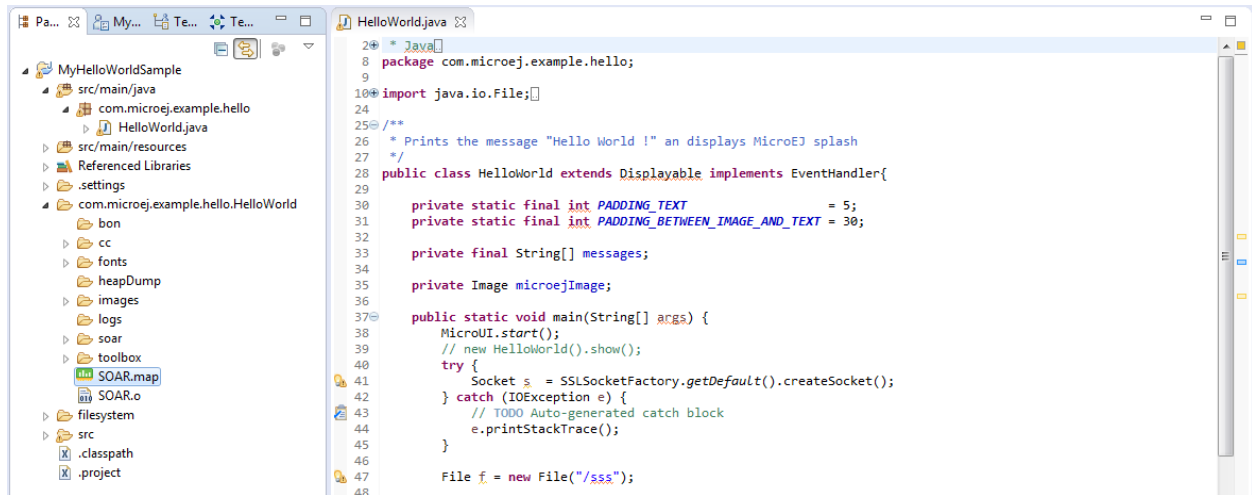 Pa... My... Te... Te...
MyHelloWorldSample
src/main/java
com.microej.example.hello
HelloWorld.java
src/main/resources
Referenced Libraries
.settings
com.microej.example.hello.HelloWorld
bon
cc
fonts
heapDump
images
logs
soar
toolbox
SOAR.map
SOAR.o
filesystem
src
.classpath
.project
HelloWorld.java
2 * Java
8 package com.microej.example.hello;
9
10 import java.io.File;
24
25 /**
26 * Prints the message "Hello World !" an displays MicroEJ splash
27 */
28 public class HelloWorld extends Displayable implements EventHandler{
29
30 private static final int PADDING_TEXT = 5;
31 private static final int PADDING_BETWEEN_IMAGE_AND_TEXT = 30;
32
33 private final String[] messages;
34
35 private Image microejImage;
36
37 public static void main(String[] args) {
38 MicroUI.start();
39 // new HelloWorld().show();
40 try {
41 Socket s = SSLSocketFactory.getDefault().createSocket();
42 } catch (IOException e) {
43 // TODO Auto-generated catch block
44 e.printStackTrace();
45 }
46
47 File f = new File("/sss");
48